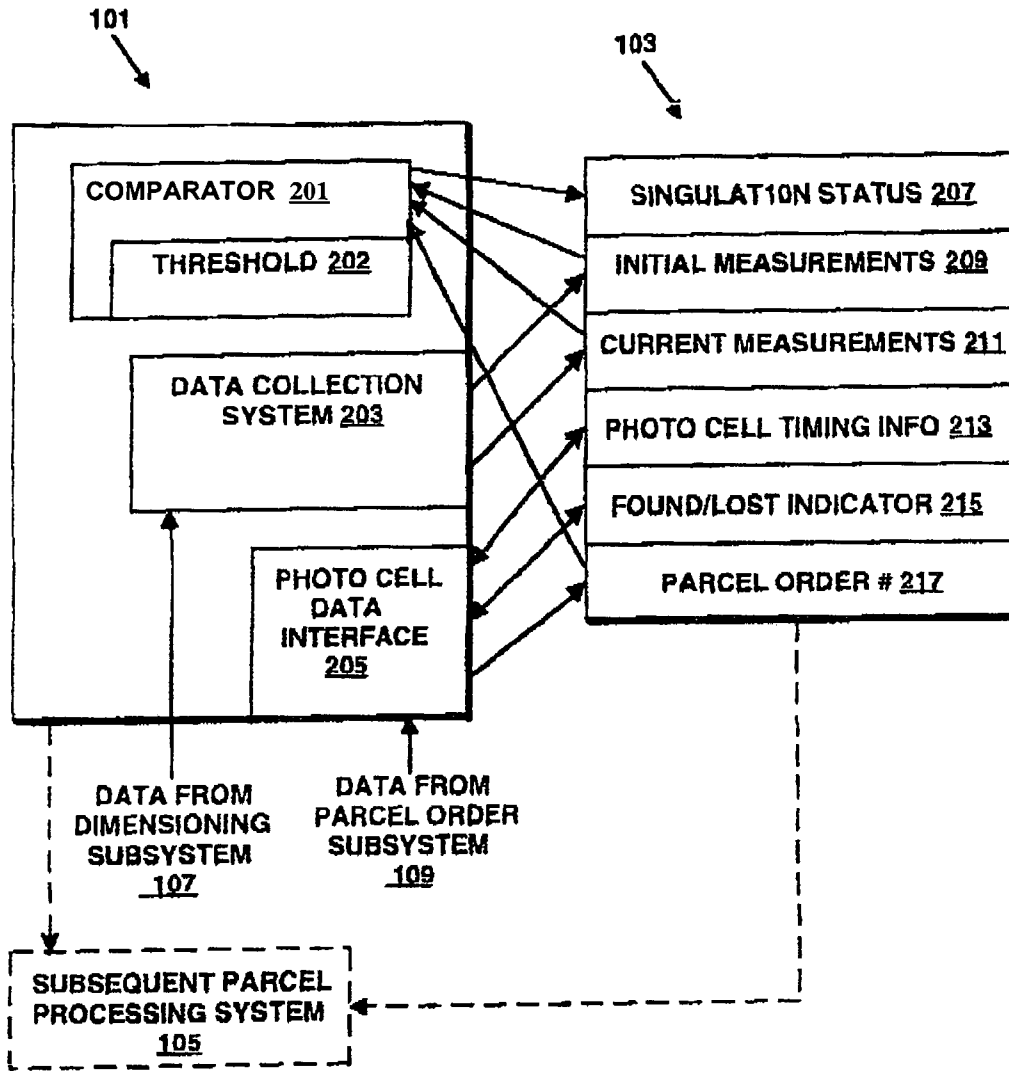 101
103
COMPARATOR 201
THRESHOLD 202
DATA COLLECTION
SYSTEM 203
PHOTO CELL
DATA
INTERFACE
205
SINGULAT10N STATUS 207
INITIAL MEASUREMENTS 209
CURRENT MEASUREMENTS 211
PHOTO CELL TIMING INFO 213
FOUND/LOST INDICATOR 215
PARCEL ORDER # 217
DATA FROM
DIMENSIONING
SUBSYSTEM
107
DATA FROM
PARCEL ORDER
SUBSYSTEM
109
SUBSEQUENT PARCEL
PROCESSING SYSTEM
105